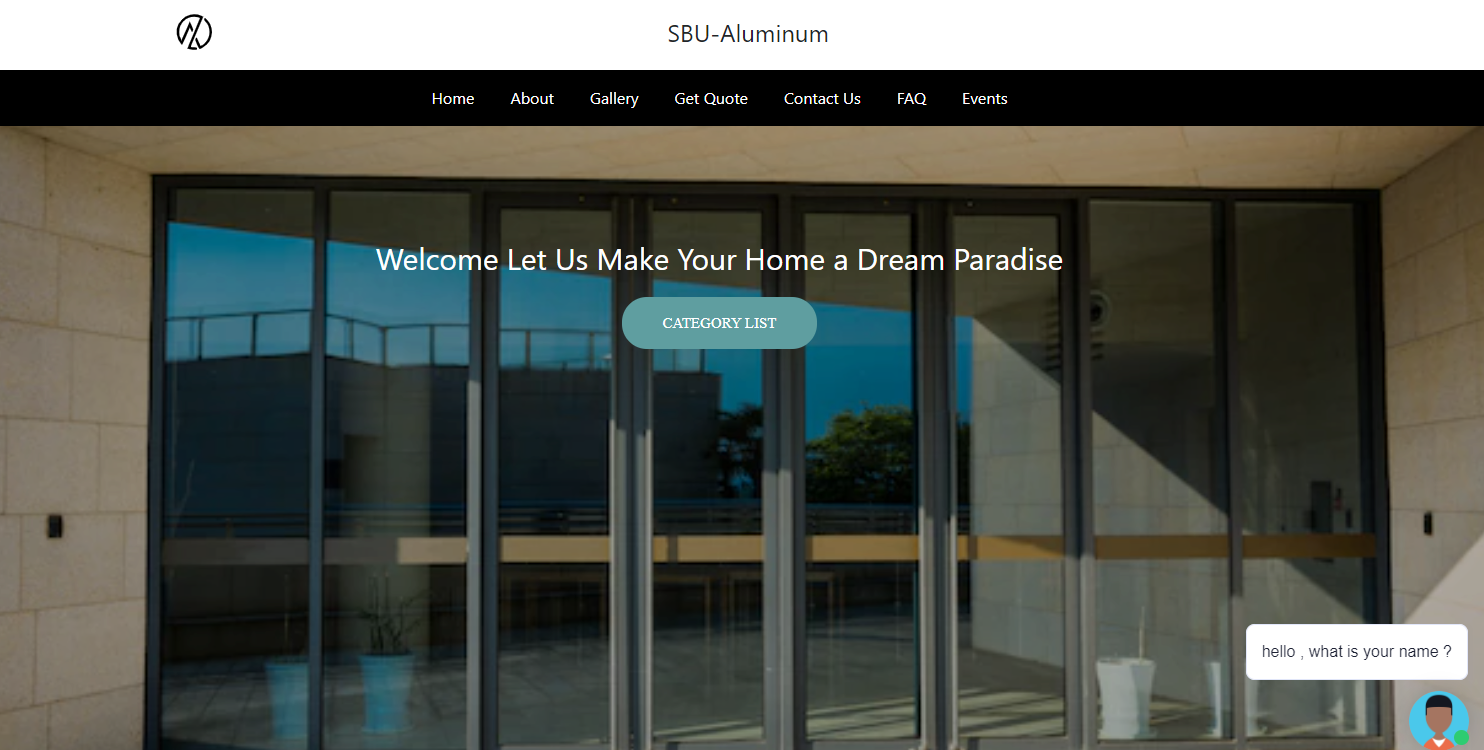 SBU-Aluminum
Home About Gallery Get Quote Contact Us FAQ Events
Welcome Let Us Make Your Home a Dream Paradise
CATEGORY LIST
hello , what is your name ?